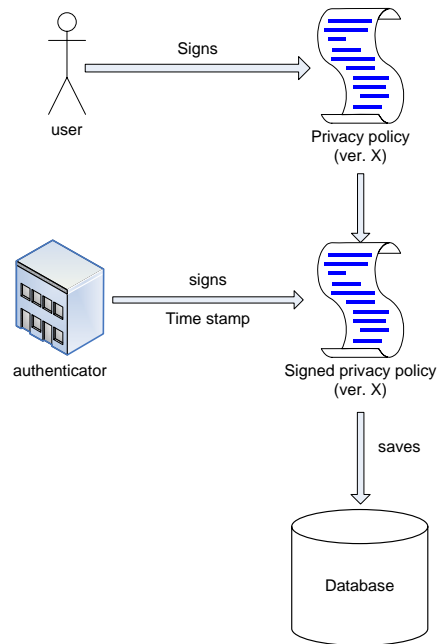 Signs
user
Privacy policy
(ver. X)
signs
Time stamp
authenticator
Signed privacy policy
(ver. X)
saves
Database